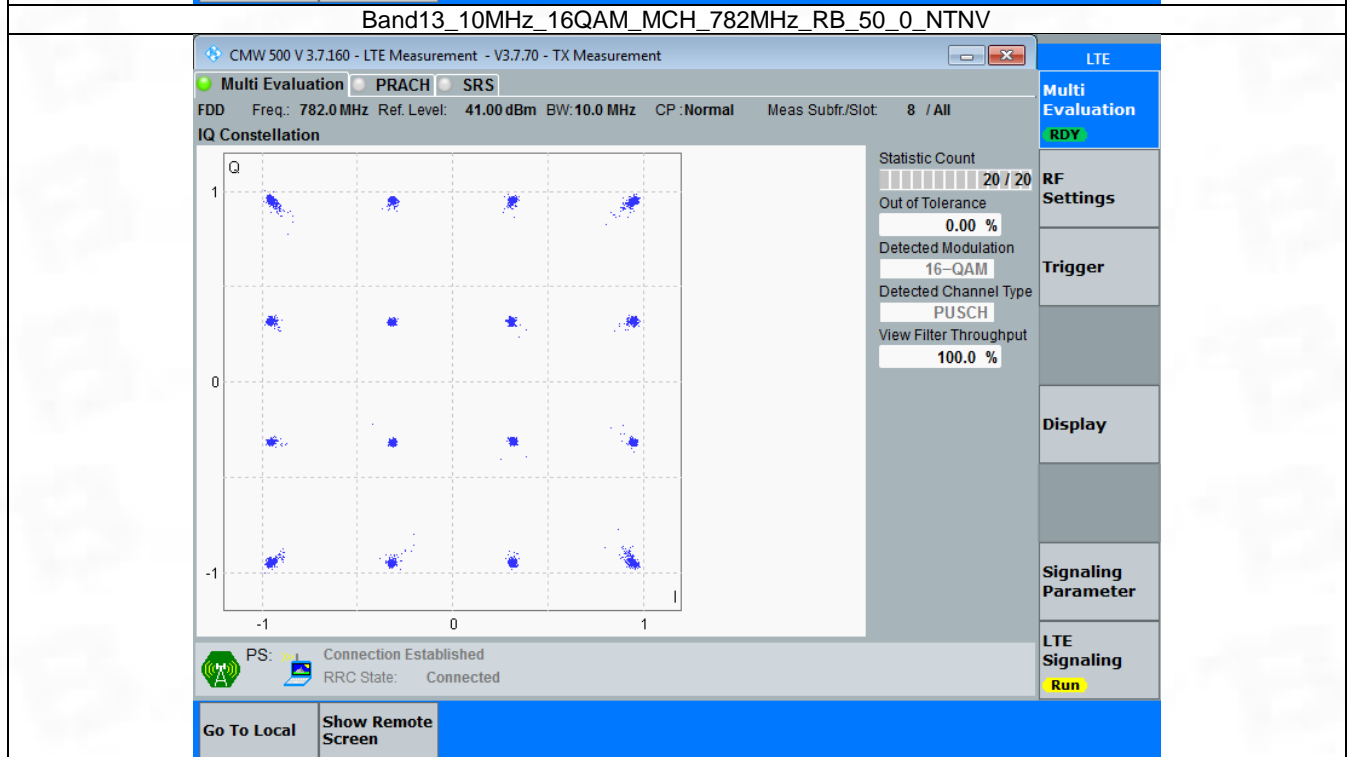 Band13_10MHz_16QAM_MCH_782MHz_RB_50_0_NTNV
CMW 500 V 3.7.160 - LTE Measurement - V3.7.70 - TX Measurement
LTE
Multi Evaluation PRACH SRS
FDD Freq.: 782.0 MHz Ref. Level: 41.00 dBm BW: 10.0 MHz CP : Normal Meas Subfr./Slot: 8 / All
IQ Constellation
Q
1
0
-1
-1 0 1
I
Statistic Count
20 / 20
Out of Tolerance
0.00 %
Detected Modulation
16-QAM
Detected Channel Type
PUSCH
View Filter Throughput
100.0 %
Multi
Evaluation
RDY
RF
Settings
Trigger
Display
Signaling
Parameter
LTE
Signaling
Run
PS: Connection Established
RRC State: Connected
Go To Local
Show Remote
Screen